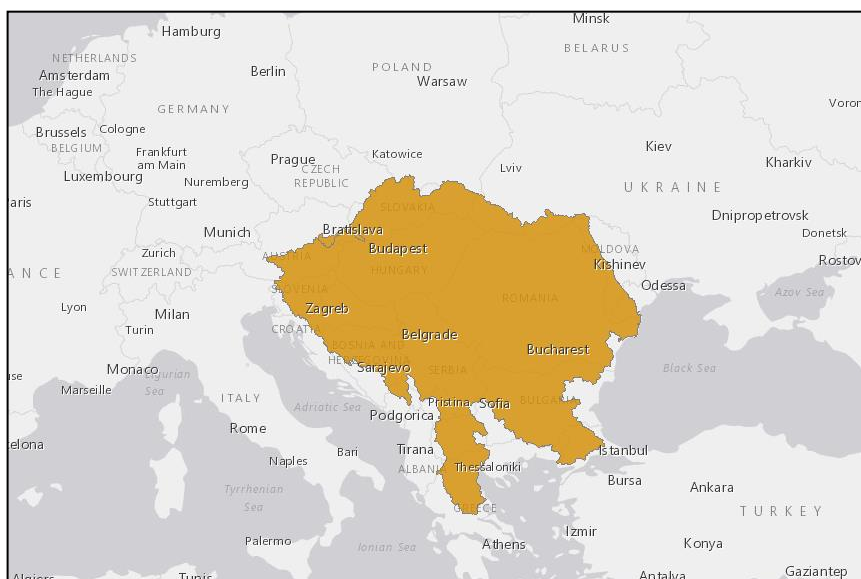 Minsk
Hamburg
BELARUS
NETHERLANDS
Amsterdam
Berlin
POLAND
Warsaw
The Hague
GERMANY
Voror
Brussels
Cologne
BELGIUM
Kiev
Frankfurt
am Main
Prague
Katowice
Kharkiv
Luxembourg
CZECH
REPUBLIC
Lviv
Nuremberg
UKRAINE
aris
Stuttgart
SLOVAKIA
Dnipropetrovsk
Munich
Bratislava
Donetsk
Zurich
AUSTRIA
Budapest
MOLDOVA
Kishinev
Rostov
ANCE
SWITZERLAND
HUNGARY
SLOVENIA
ROMANIA
Odessa
Azov Sea
Lyon
Milan
Zagreb
Turin
CROATIA
Belgrade
BOSNIA AND
HERCEGOVINA
Bucharest
Monaco
Sarajevo
SERBIA
Black Sea
use
Ligurian
Sea
Marseille
ITALY
Adriatic Sea
Pristina
Sofia
BULGARIA
Podgorica
Rome
celona
Bari
Tirana
Istanbul
Naples
ALBANIA
Thessaloniki
Bursa
Ankara
Tyrrhenian
Sea
GREECE
TURKEY
Izmir
Palermo
Ionian Sea
Athens
Konya
Algiers
Tunis
Antalya
Gaziantep